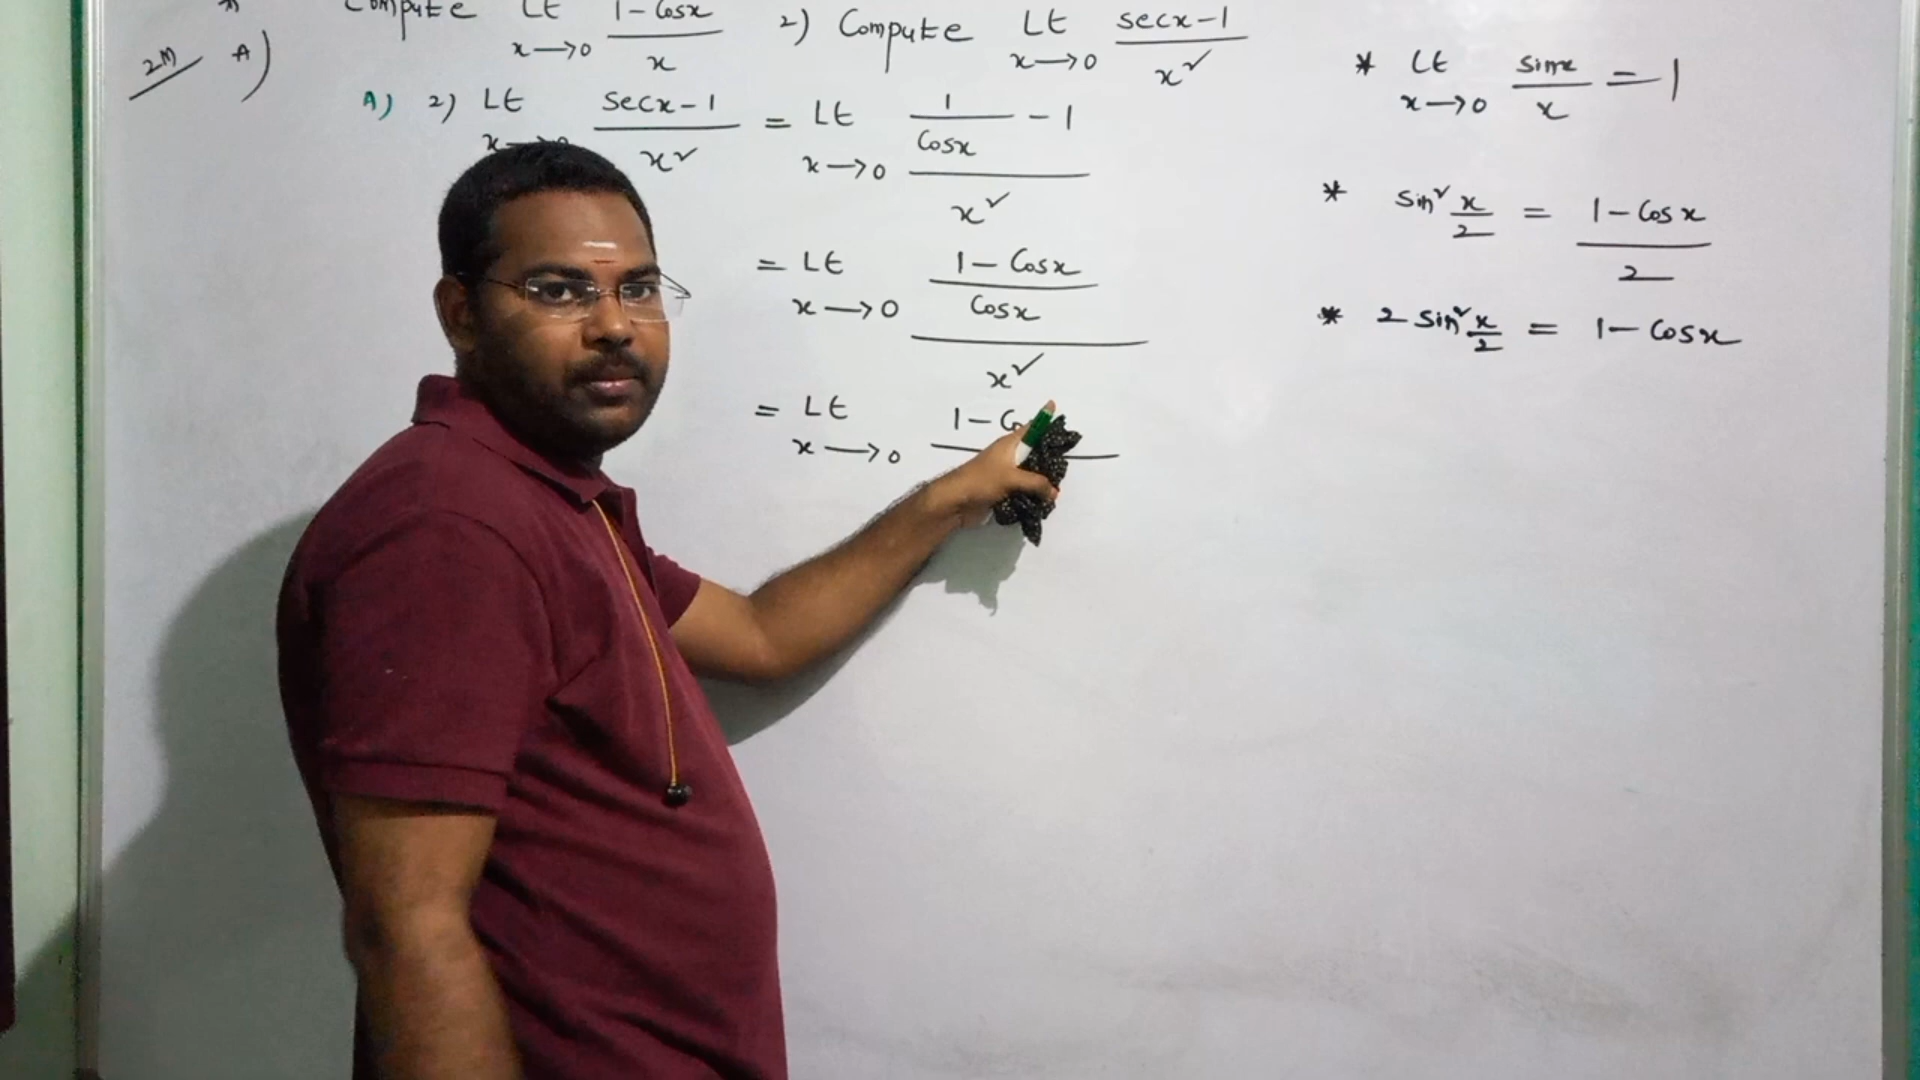 Compute Lt x→0 1-Cosx/x 2) Compute Lt x→0 secx-1/x²
2M A)
A) 2) Lt x→0 secx-1/x² = Lt x→0 1/Cosx - 1/x²
= Lt x→0 1-Cosx/Cosx/x²
= Lt x→0 1-Co
* Lt x→0 sinx/x = 1
* Sin² x/2 = 1-Cosx/2
* 2 Sin² x/2 = 1-Cosx